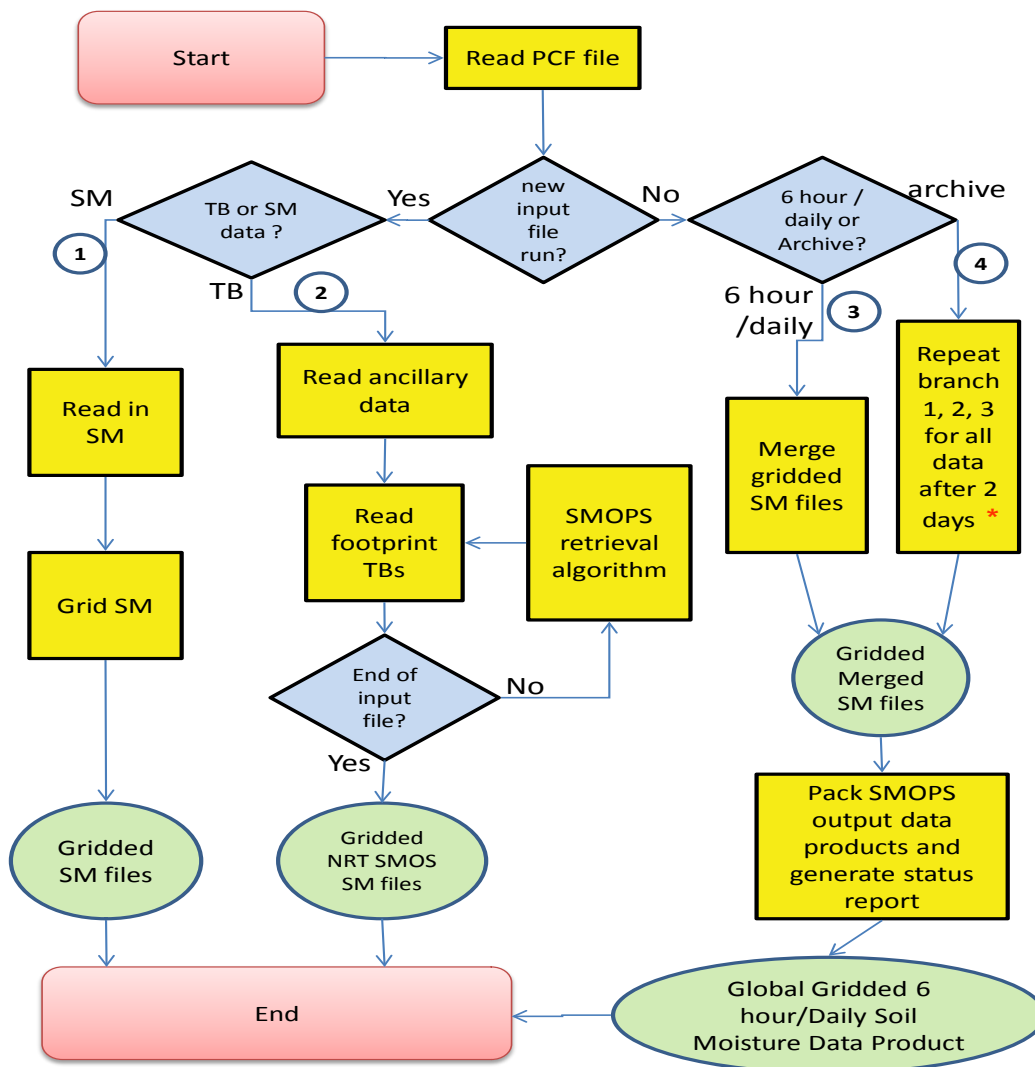 Start
Read PCF file
SM
TB or SM
data ?
Yes
new
input
file
run?
No
6 hour /
daily or
Archive?
archive
1
TB
2
6 hour
/daily
3
4
Read in
SM
Read ancillary
data
Merge
gridded
SM files
Repeat
branch
1, 2, 3
for all
data
after 2
days *
Grid SM
Read
footprint
TBs
SMOPS
retrieval
algorithm
End of
input
file?
No
Yes
Gridded
Merged
SM files
Gridded
SM files
Gridded
NRT SMOS
SM files
Pack SMOPS
output data
products and
generate status
report
End
Global Gridded 6
hour/Daily Soil
Moisture Data Product